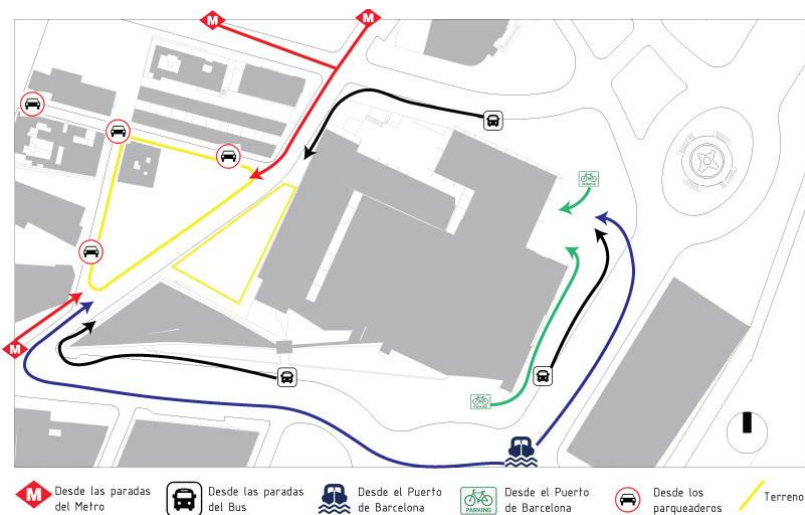 M
M
M
M
Desde las paradas
del Metro
Desde las paradas
del Bus
Desde el Puerto
de Barcelona
PARKING
Desde el Puerto
de Barcelona
Desde los
parqueaderos
Terreno